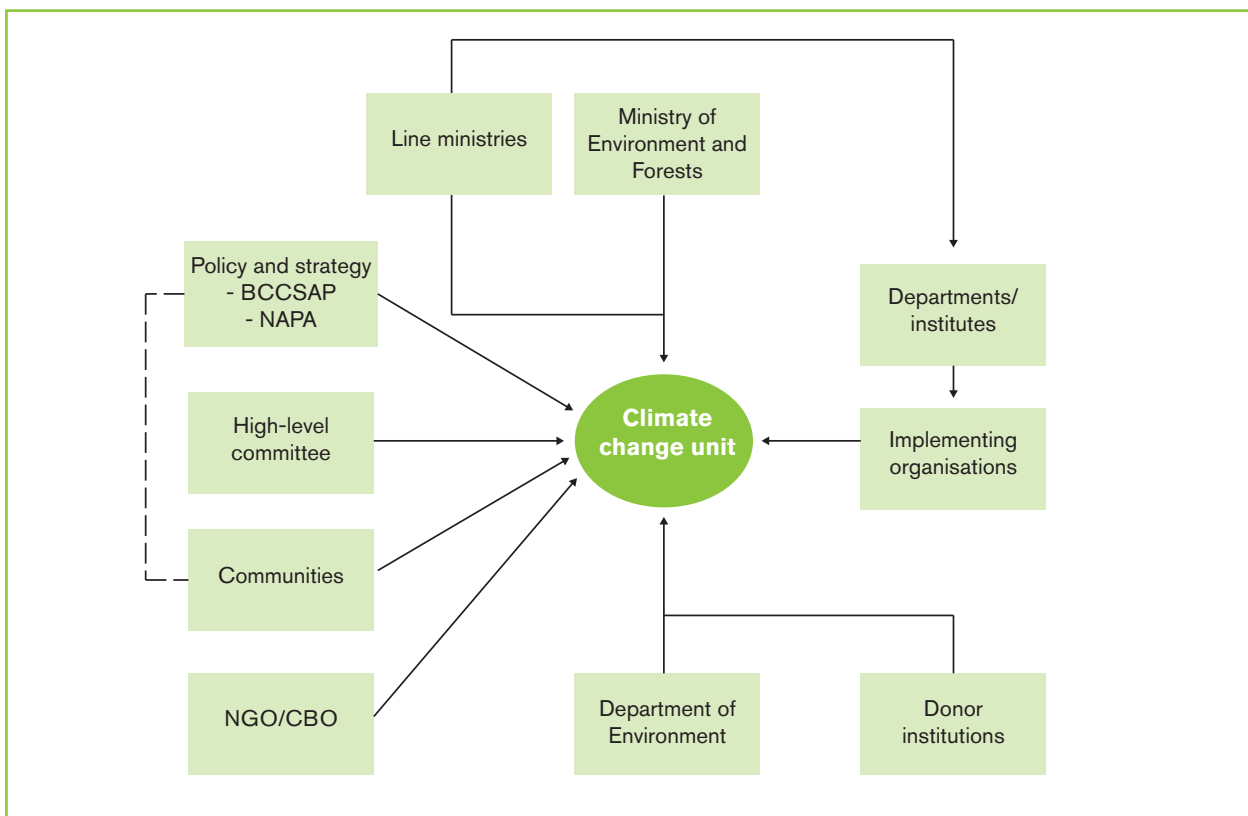 Line ministries
Ministry of
Environment and
Forests
Policy and strategy
- BCCSAP
- NAPA
Departments/
institutes
High-level
committee
Climate
change unit
Implementing
organisations
Communities
NGO/CBO
Department of
Environment
Donor
institutions